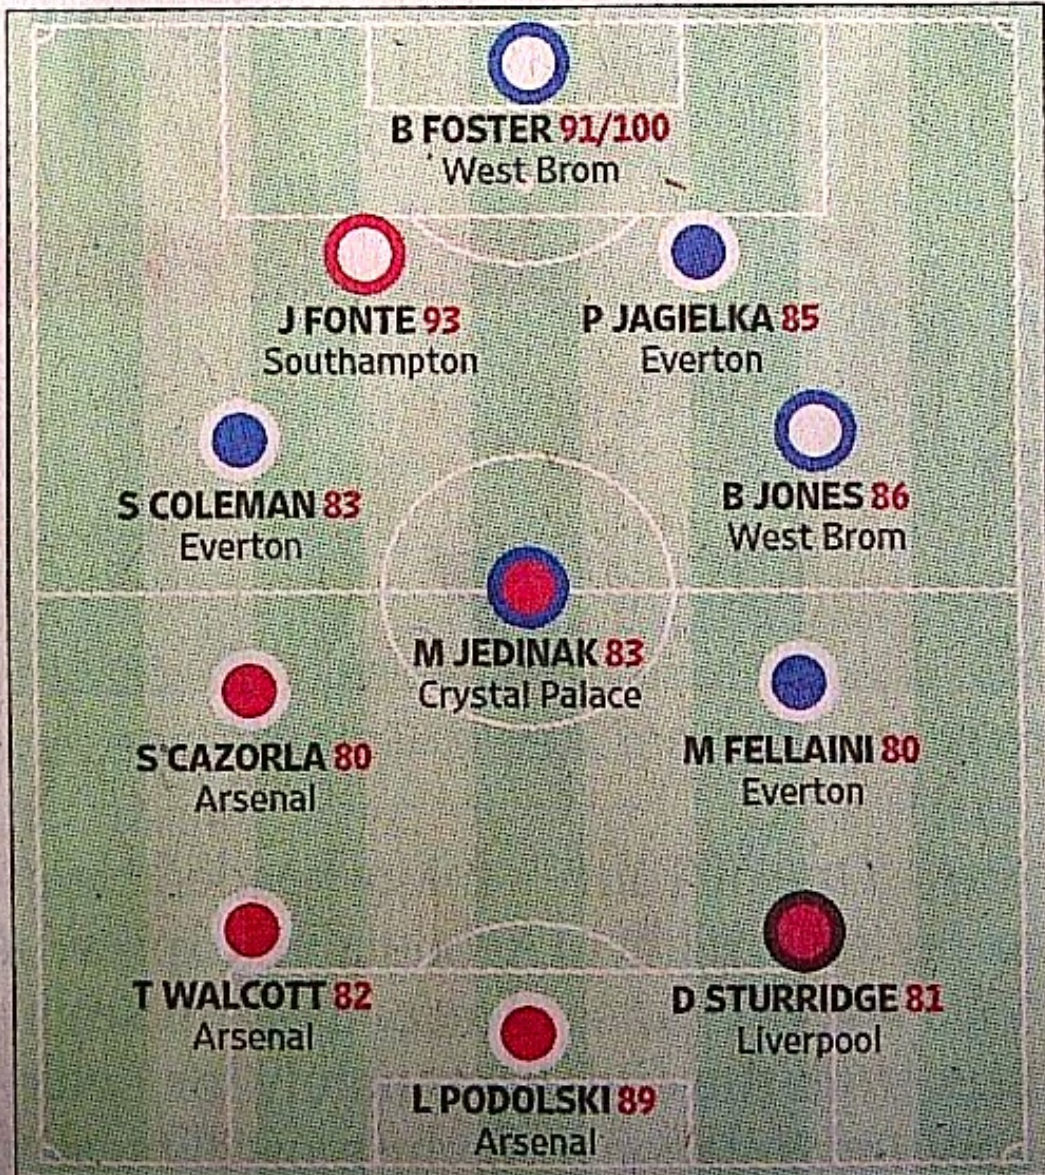 B FOSTER 91/100
West Brom
J FONTE 93
Southampton
P JAGIELKA 85
Everton
S COLEMAN 83
Everton
B JONES 86
West Brom
M JEDINAK 83
Crystal Palace
S CAZORLA 80
Arsenal
M FELLAINI 80
Everton
T WALCOTT 82
Arsenal
D STURRIDGE 81
Liverpool
L PODOLSKI 89
Arsenal